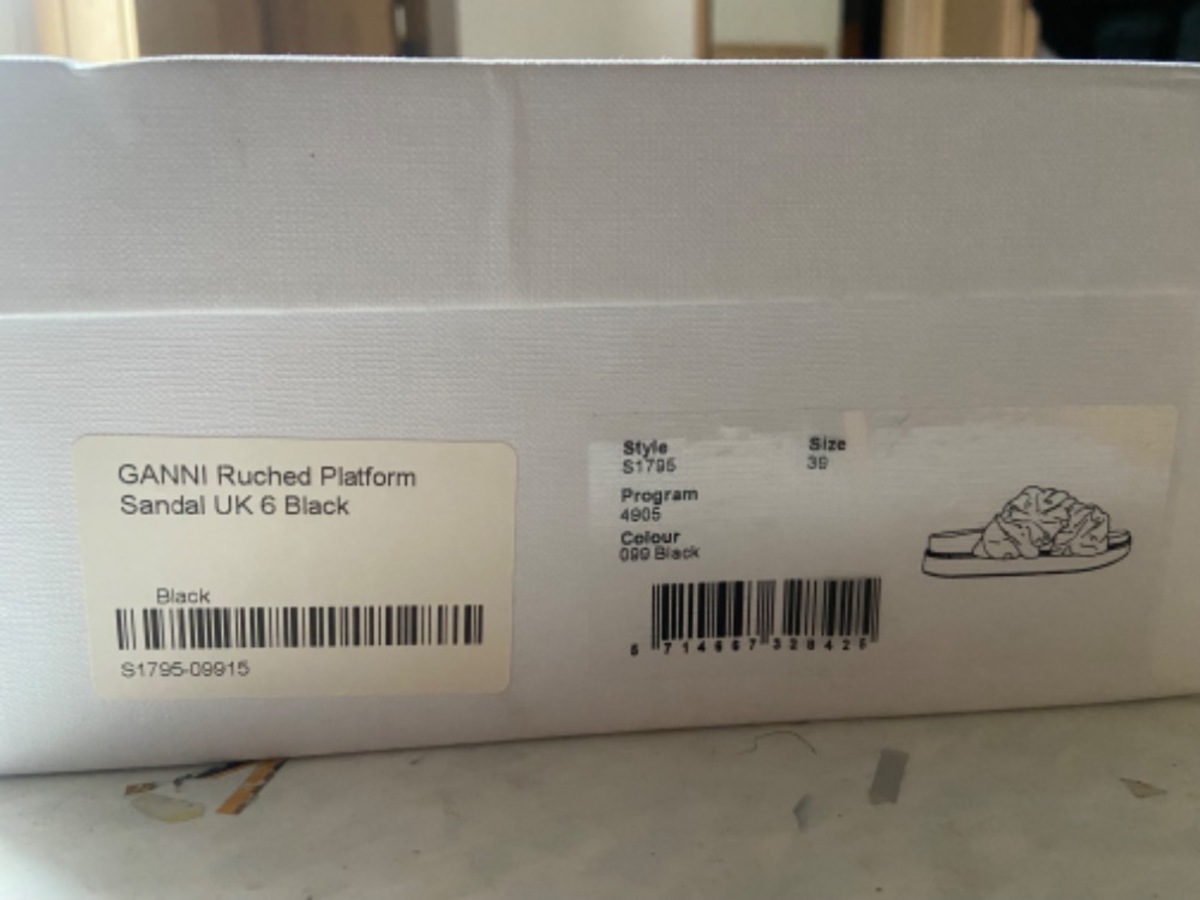 GANNI Ruched Platform
Sandal UK 6 Black
Black
S1795-09915
Style
S1795
Size
39
Program
4905
Colour
099 Black